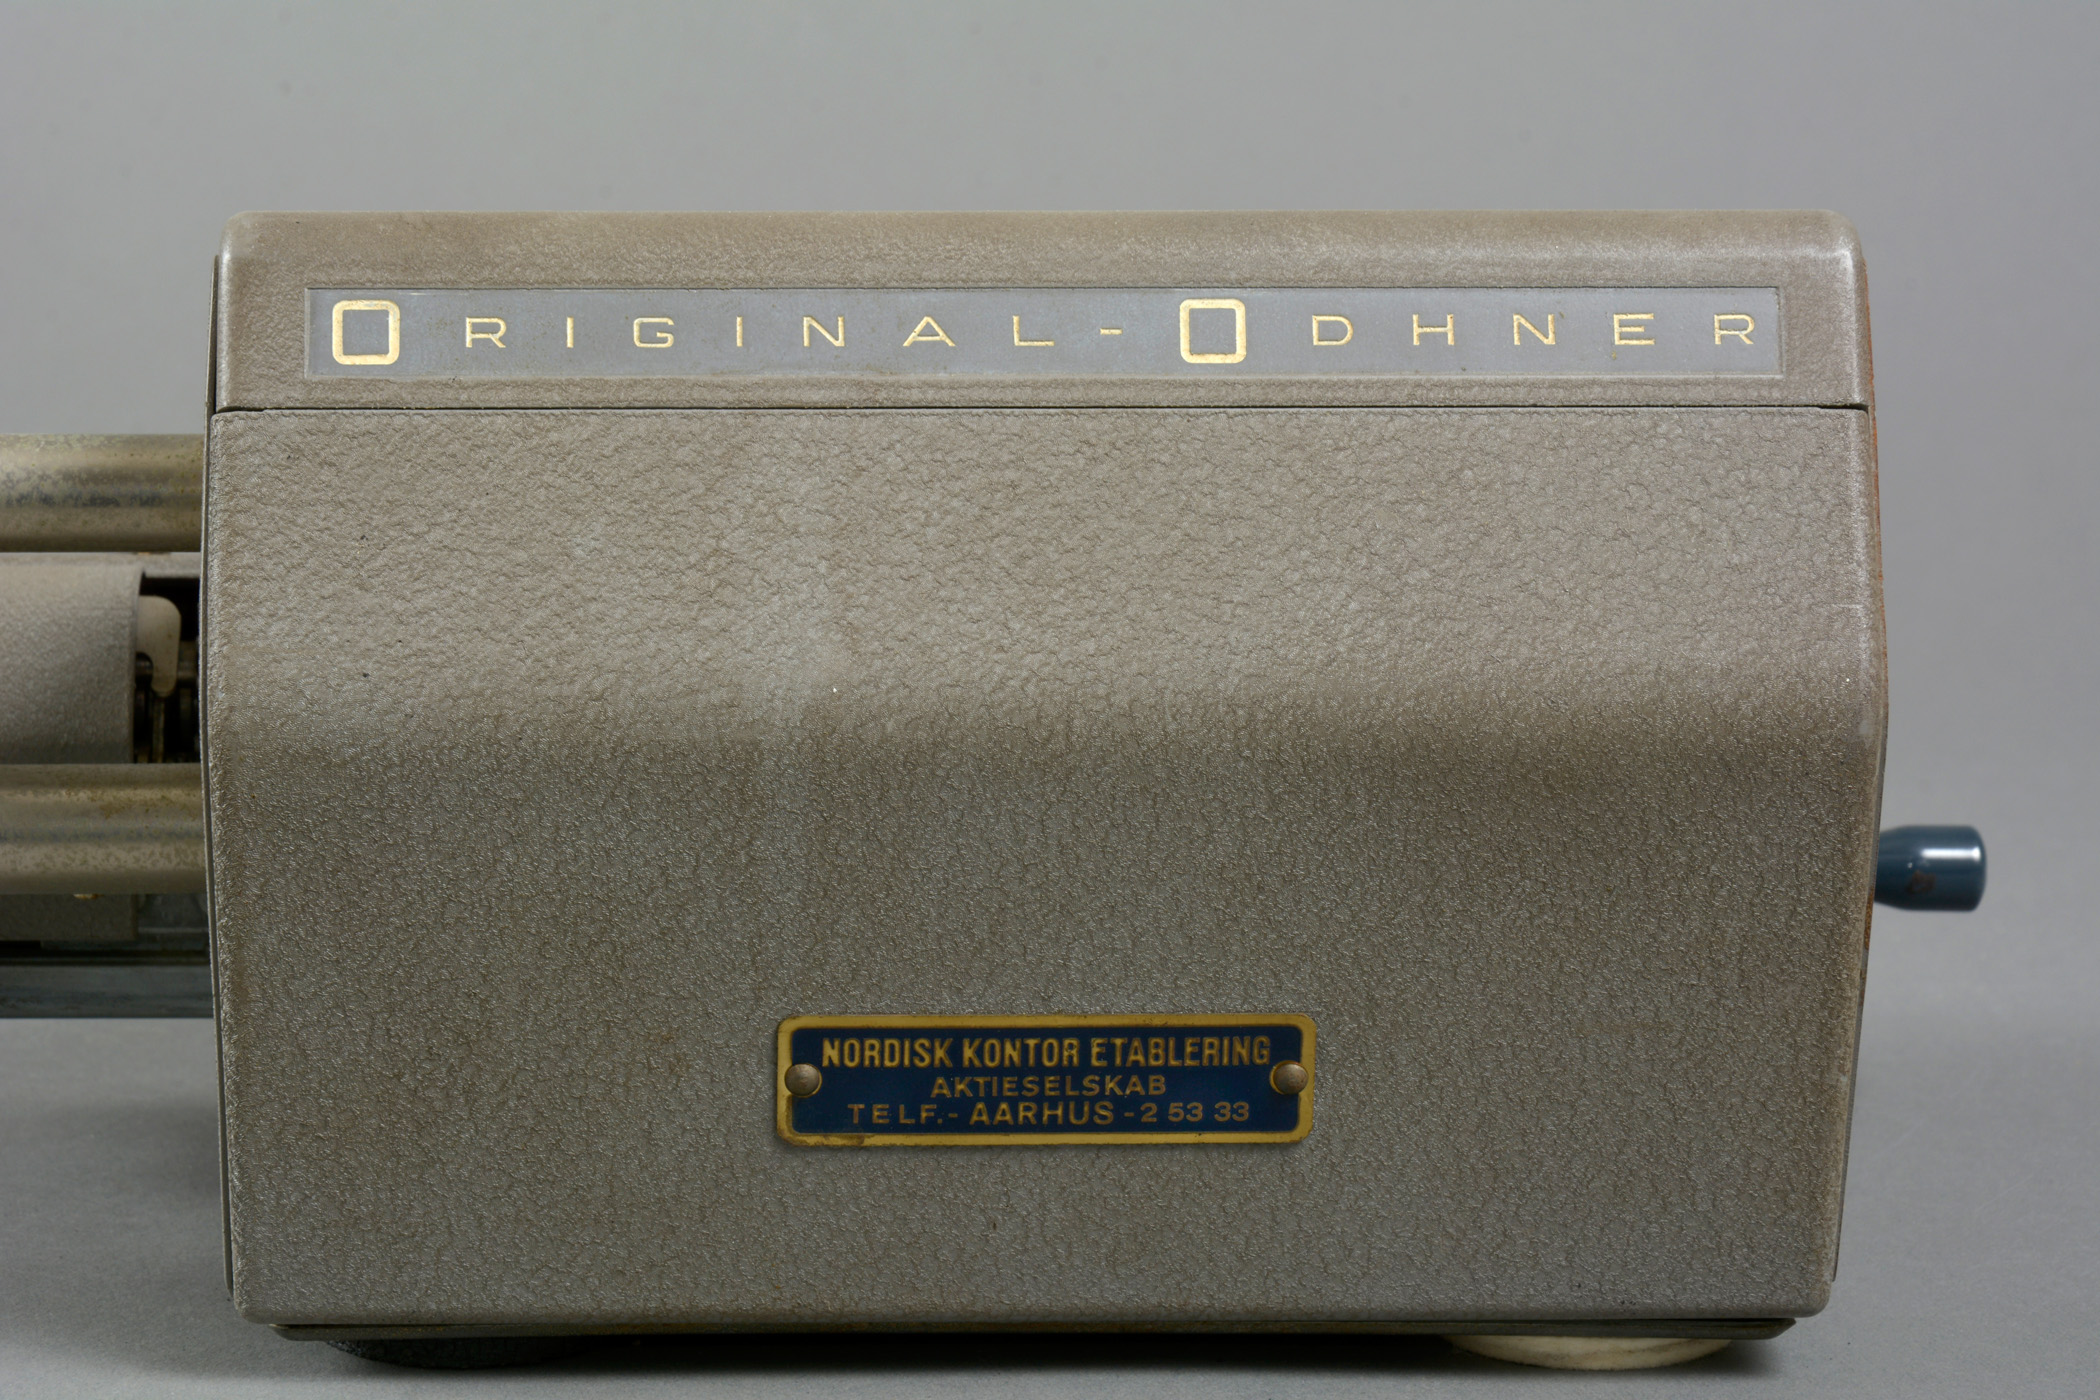 ORIGINAL-ODHNER
NORDISK KONTOR ETABLERING
AKTIESELSKAB
TELF.- AARHUS - 2 53 33